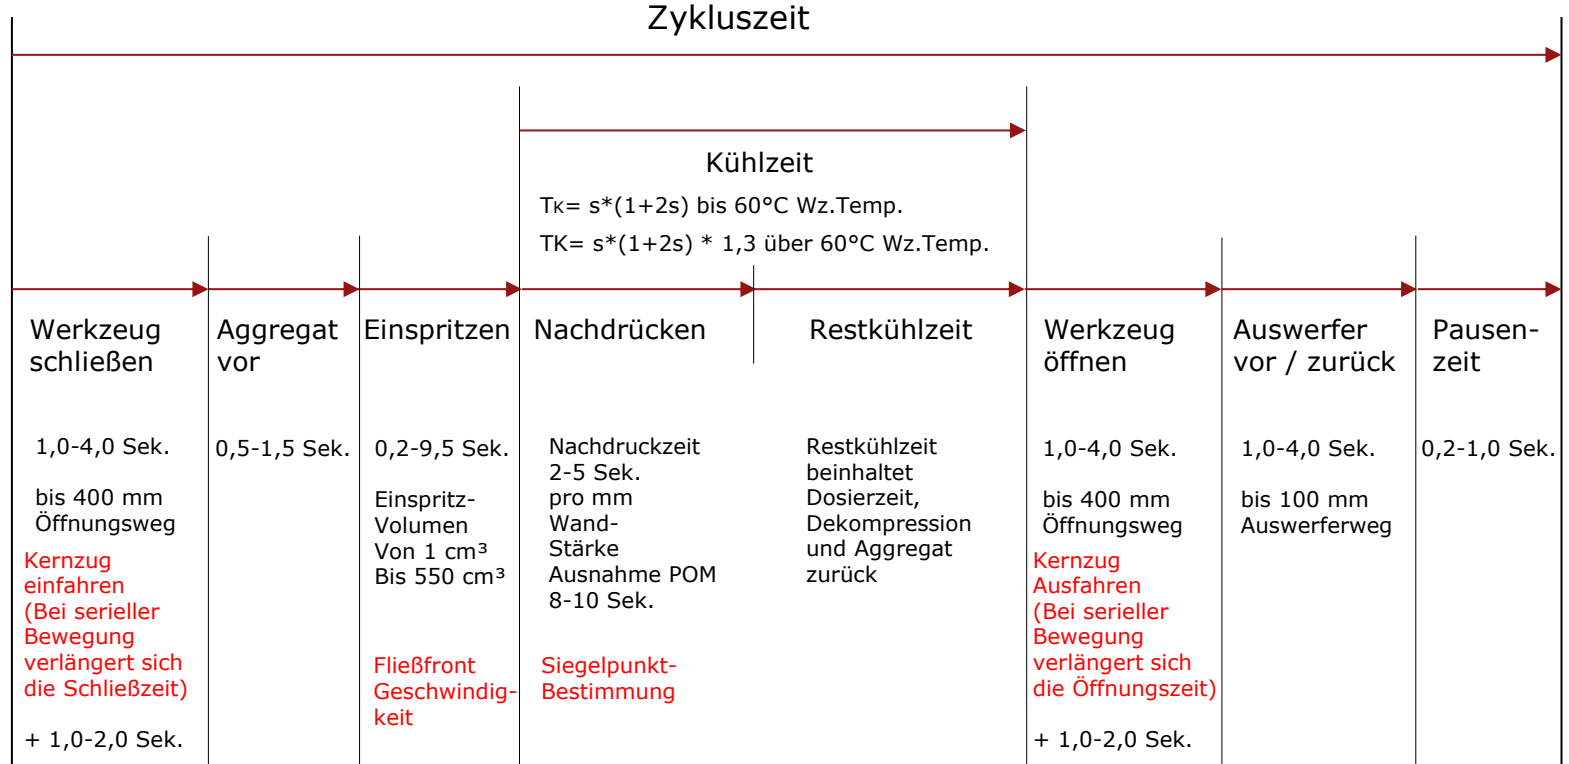 Zykluszeit
Kühlzeit
TK= s*(1+2s) bis 60°C Wz.Temp.
TK= s*(1+2s) * 1,3 über 60°C Wz.Temp.
Werkzeug
schließen
1,0-4,0 Sek.
bis 400 mm
Öffnungsweg
Kernzug
einfahren
(Bei serieller
Bewegung
verlängert sich
die Schließzeit)
+ 1,0-2,0 Sek.
Aggregat
vor
0,5-1,5 Sek.
Einspritzen
0,2-9,5 Sek.
Einspritz-
Volumen
Von 1 cm³
Bis 550 cm³
Fließfront
Geschwindig-
keit
Nachdrücken
Nachdruckzeit
2-5 Sek.
pro mm
Wand-
Stärke
Ausnahme POM
8-10 Sek.
Siegelpunkt-
Bestimmung
Restkühlzeit
Restkühlzeit
beinhaltet
Dosierzeit,
Dekompression
und Aggregat
zurück
Werkzeug
öffnen
1,0-4,0 Sek.
bis 400 mm
Öffnungsweg
Kernzug
Ausfahren
(Bei serieller
Bewegung
verlängert sich
die Öffnungszeit)
+ 1,0-2,0 Sek.
Auswerfer
vor / zurück
1,0-4,0 Sek.
bis 100 mm
Auswerferweg
Pausen-
zeit
0,2-1,0 Sek.